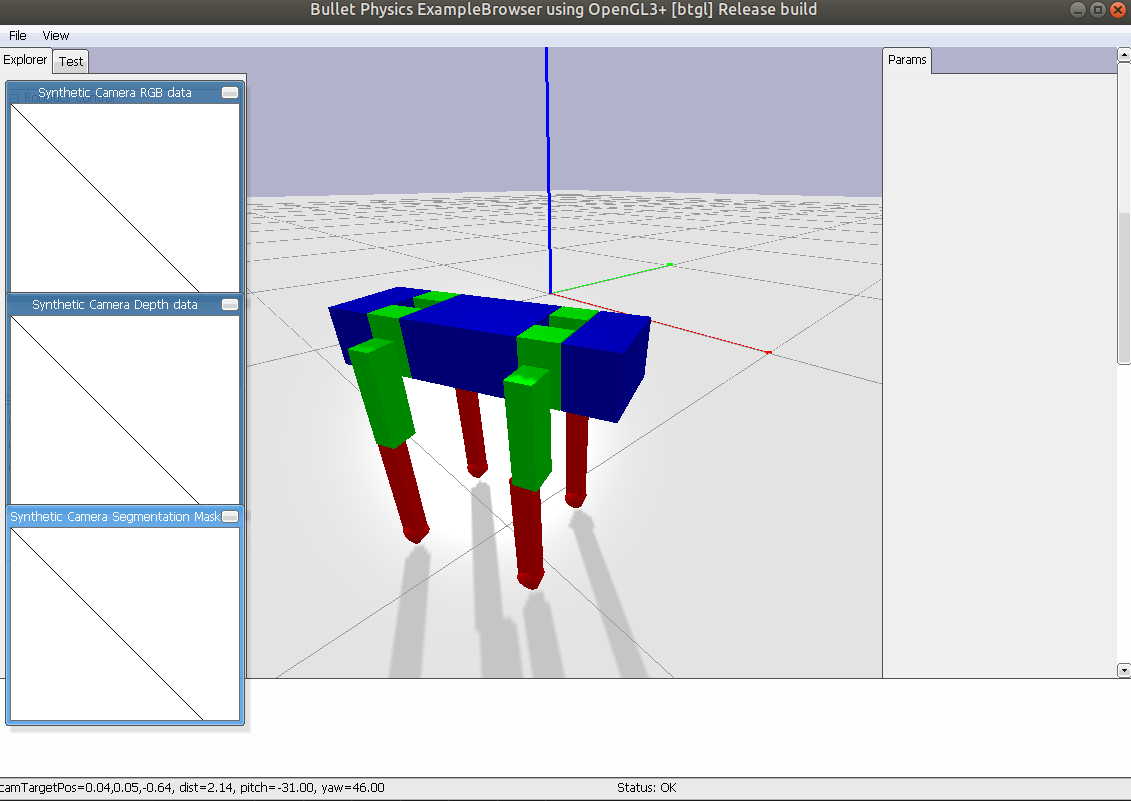 Bullet Physics ExampleBrowser using OpenGL3+ [btgl] Release build
File View
Explorer Test
Params
Synthetic Camera RGB data
Synthetic Camera Depth data
Synthetic Camera Segmentation Mask
camTargetPos=0.04,0.05,-0.64, dist=2.14, pitch=-31.00, yaw=46.00
Status: OK